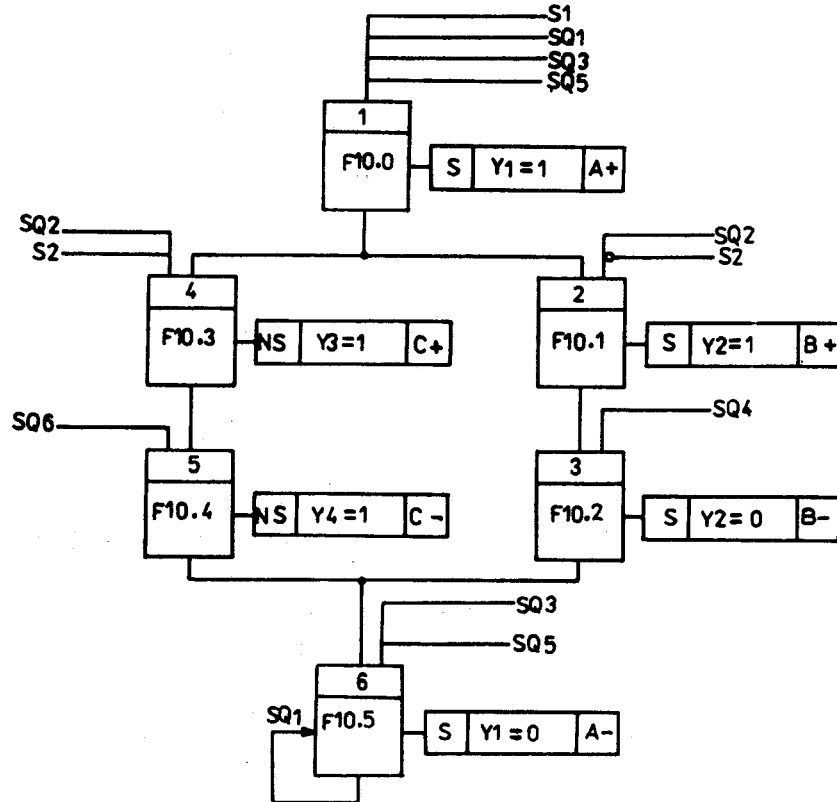 S1
SQ1
SQ3
SQ5
1
F10.0
S Y1=1 A+
SQ2
S2
SQ2
S2
4
F10.3
NS Y3=1 C+
2
F10.1
S Y2=1 B+
SQ6
SQ4
5
F10.4
NS Y4=1 C-
3
F10.2
S Y2=0 B-
SQ3
SQ5
6
SQ1
F10.5
S Y1=0 A-